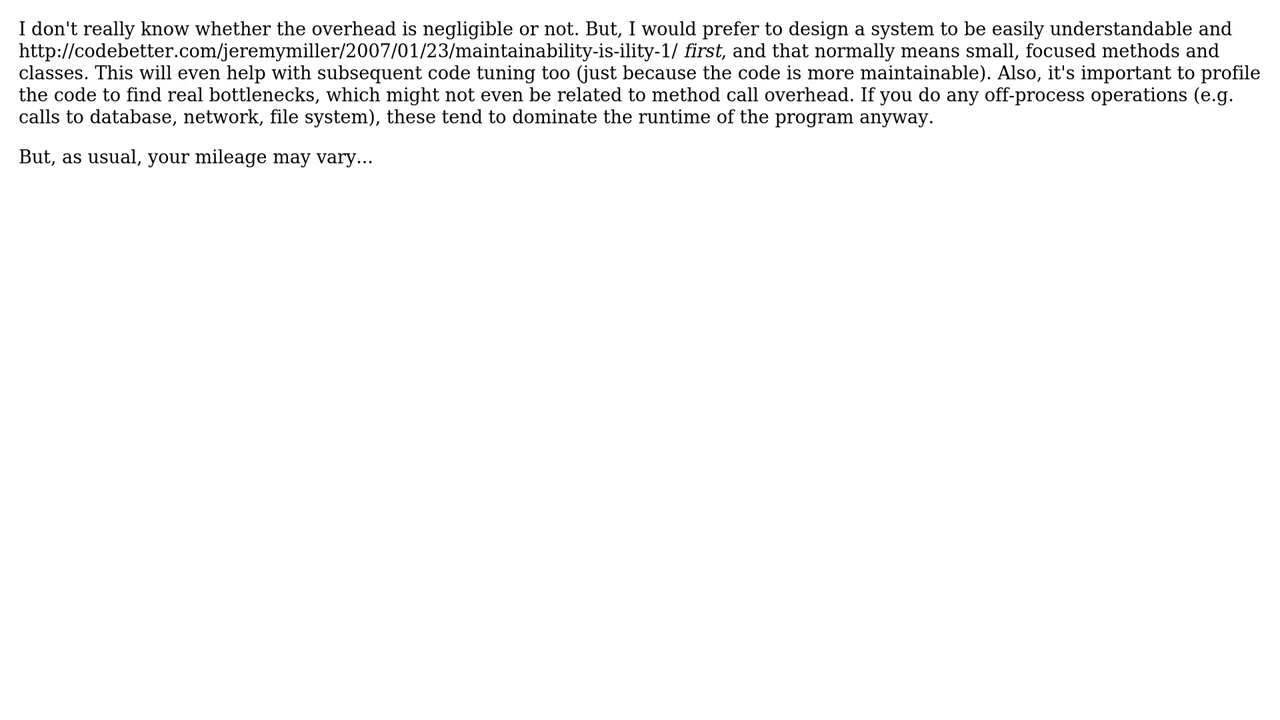 I don't really know whether the overhead is negligible or not. But, I would prefer to design a system to be easily understandable and
http://codebetter.com/jeremymiller/2007/01/23/maintainability-is-ility-1/ first, and that normally means small, focused methods and
classes. This will even help with subsequent code tuning too (just because the code is more maintainable). Also, it's important to profile
the code to find real bottlenecks, which might not even be related to method call overhead. If you do any off-process operations (e.g.
calls to database, network, file system), these tend to dominate the runtime of the program anyway.
But, as usual, your mileage may vary...